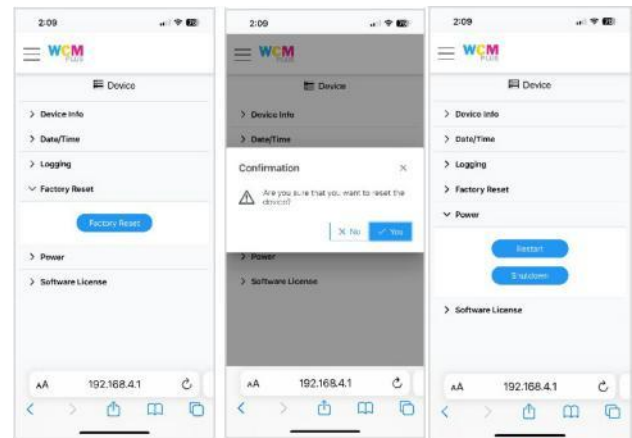 2:09
WCM
PLUS
Device
Device Info
Date/Time
Logging
Factory Reset
Factory Reset
Power
Software License
AA 192.168.4.1
2:09
WCM
PLUS
Device
Device Info
Date/Time
Confirmation
Are you sure that you want to reset the
device?
No Yes
Power
Software License
AA 192.168.4.1
2:09
WCM
PLUS
Device
Device Info
Date/Time
Logging
Factory Reset
Power
Restart
Shutdown
Software License
AA 192.168.4.1